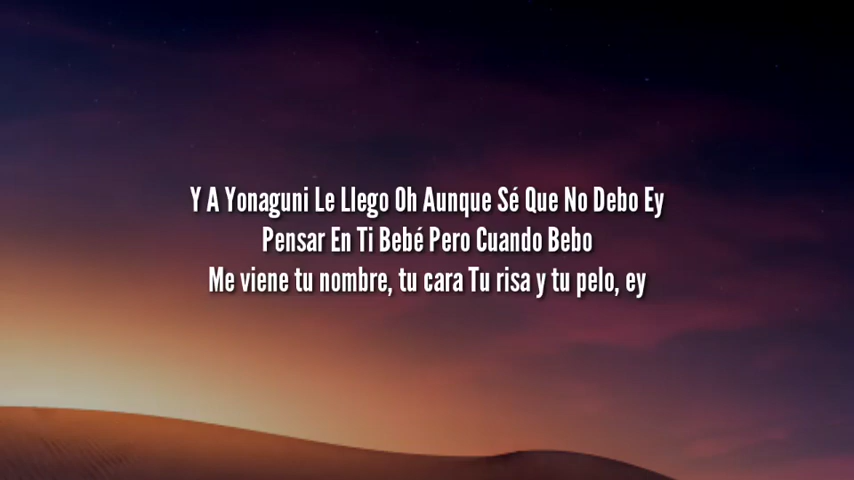 Y A Yonaguni Le Llego Oh Aunque Sé Que No Debo Ey
Pensar En Ti Bebé Pero Cuando Bebo
Me viene tu nombre, tu cara Tu risa y tu pelo, ey